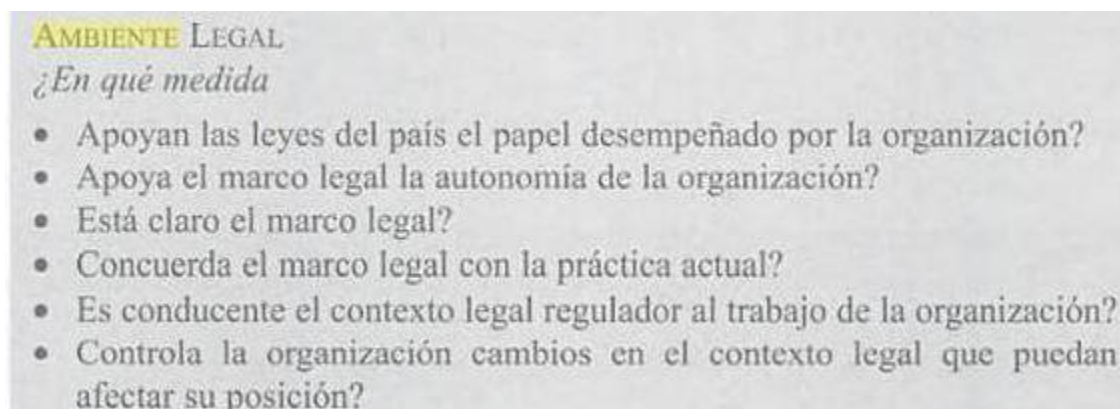 AMBIENTE LEGAL
¿En qué medida
• Apoyan las leyes del país el papel desempeñado por la organización?
• Apoya el marco legal la autonomía de la organización?
• Está claro el marco legal?
• Concuerda el marco legal con la práctica actual?
• Es conducente el contexto legal regulador al trabajo de la organización?
• Controla la organización cambios en el contexto legal que puedan
afectar su posición?